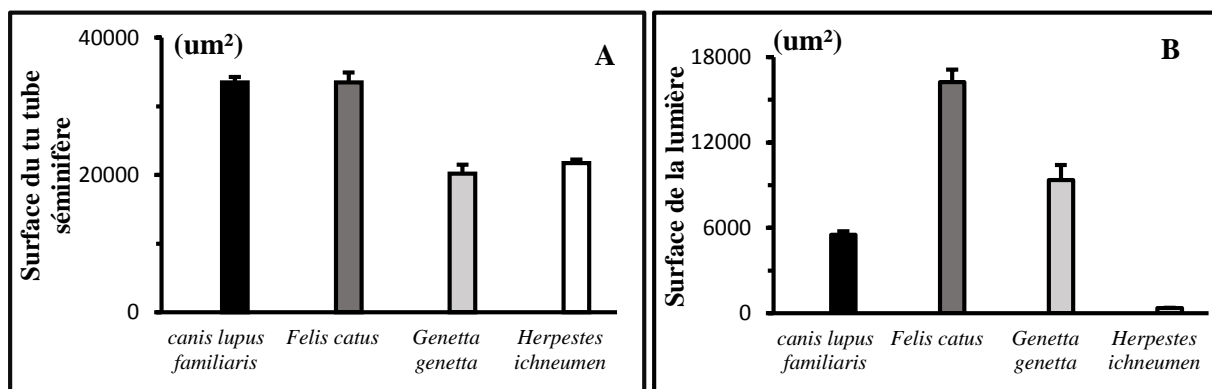 (um²)
A
40000
20000
0
Surface du tu tube
séminifère
canis lupus
familiaris
Felis catus
Genetta
genetta
Herpestes
ichneumen
(um²)
B
18000
12000
6000
0
Surface de la lumière
canis lupus
familiaris
Felis catus
Genetta
genetta
Herpestes
ichneumen